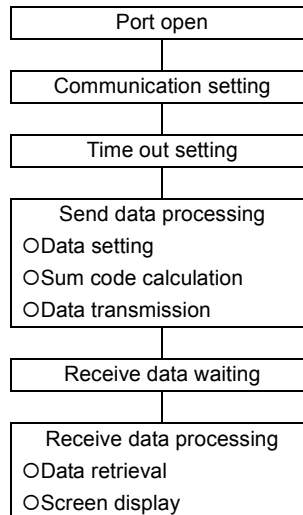 Port open
Communication setting
Time out setting
Send data processing
○Data setting
○Sum code calculation
○Data transmission
Receive data waiting
Receive data processing
○Data retrieval
○Screen display